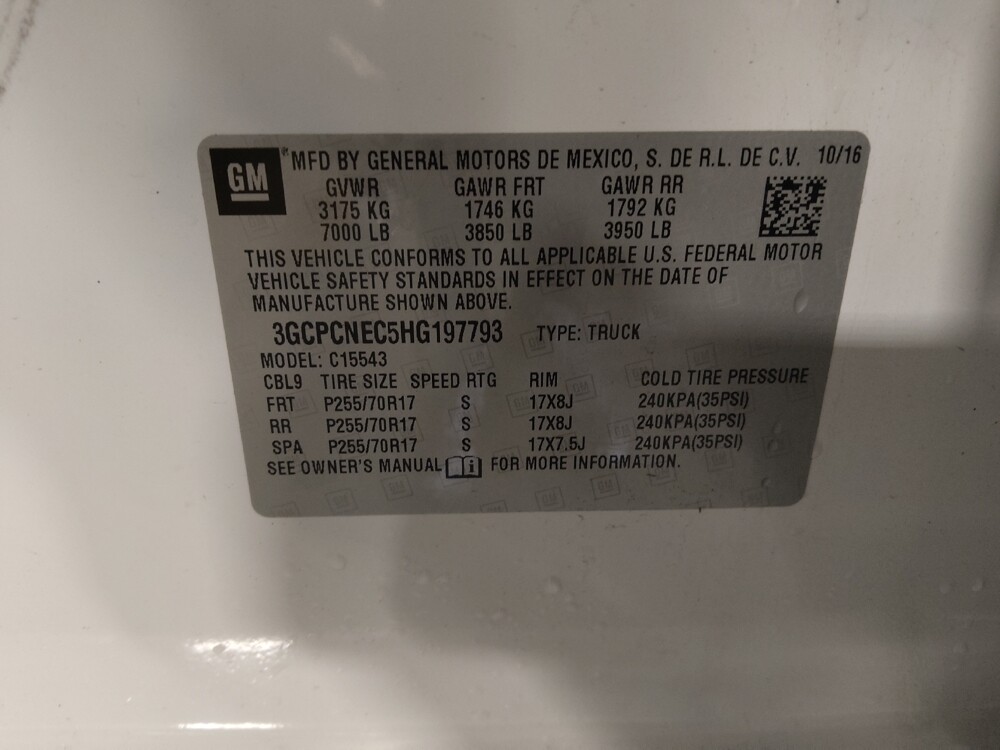 GM
MFD BY GENERAL MOTORS DE MEXICO, S. DE R.L. DE C.V. 10/16
GVWR GAWR FRT GAWR RR
3175 KG 1746 KG 1792 KG
7000 LB 3850 LB 3950 LB
THIS VEHICLE CONFORMS TO ALL APPLICABLE U.S. FEDERAL MOTOR
VEHICLE SAFETY STANDARDS IN EFFECT ON THE DATE OF
MANUFACTURE SHOWN ABOVE.
3GCPCNEC5HG197793 TYPE: TRUCK
MODEL: C15543
CBL9 TIRE SIZE SPEED RTG RIM COLD TIRE PRESSURE
FRT P255/70R17 S 17X8J 240KPA(35PSI)
RR P255/70R17 S 17X8J 240KPA(35PSI)
SPA P255/70R17 S 17X7.5J 240KPA(35PSI)
SEE OWNER'S MANUAL i FOR MORE INFORMATION.